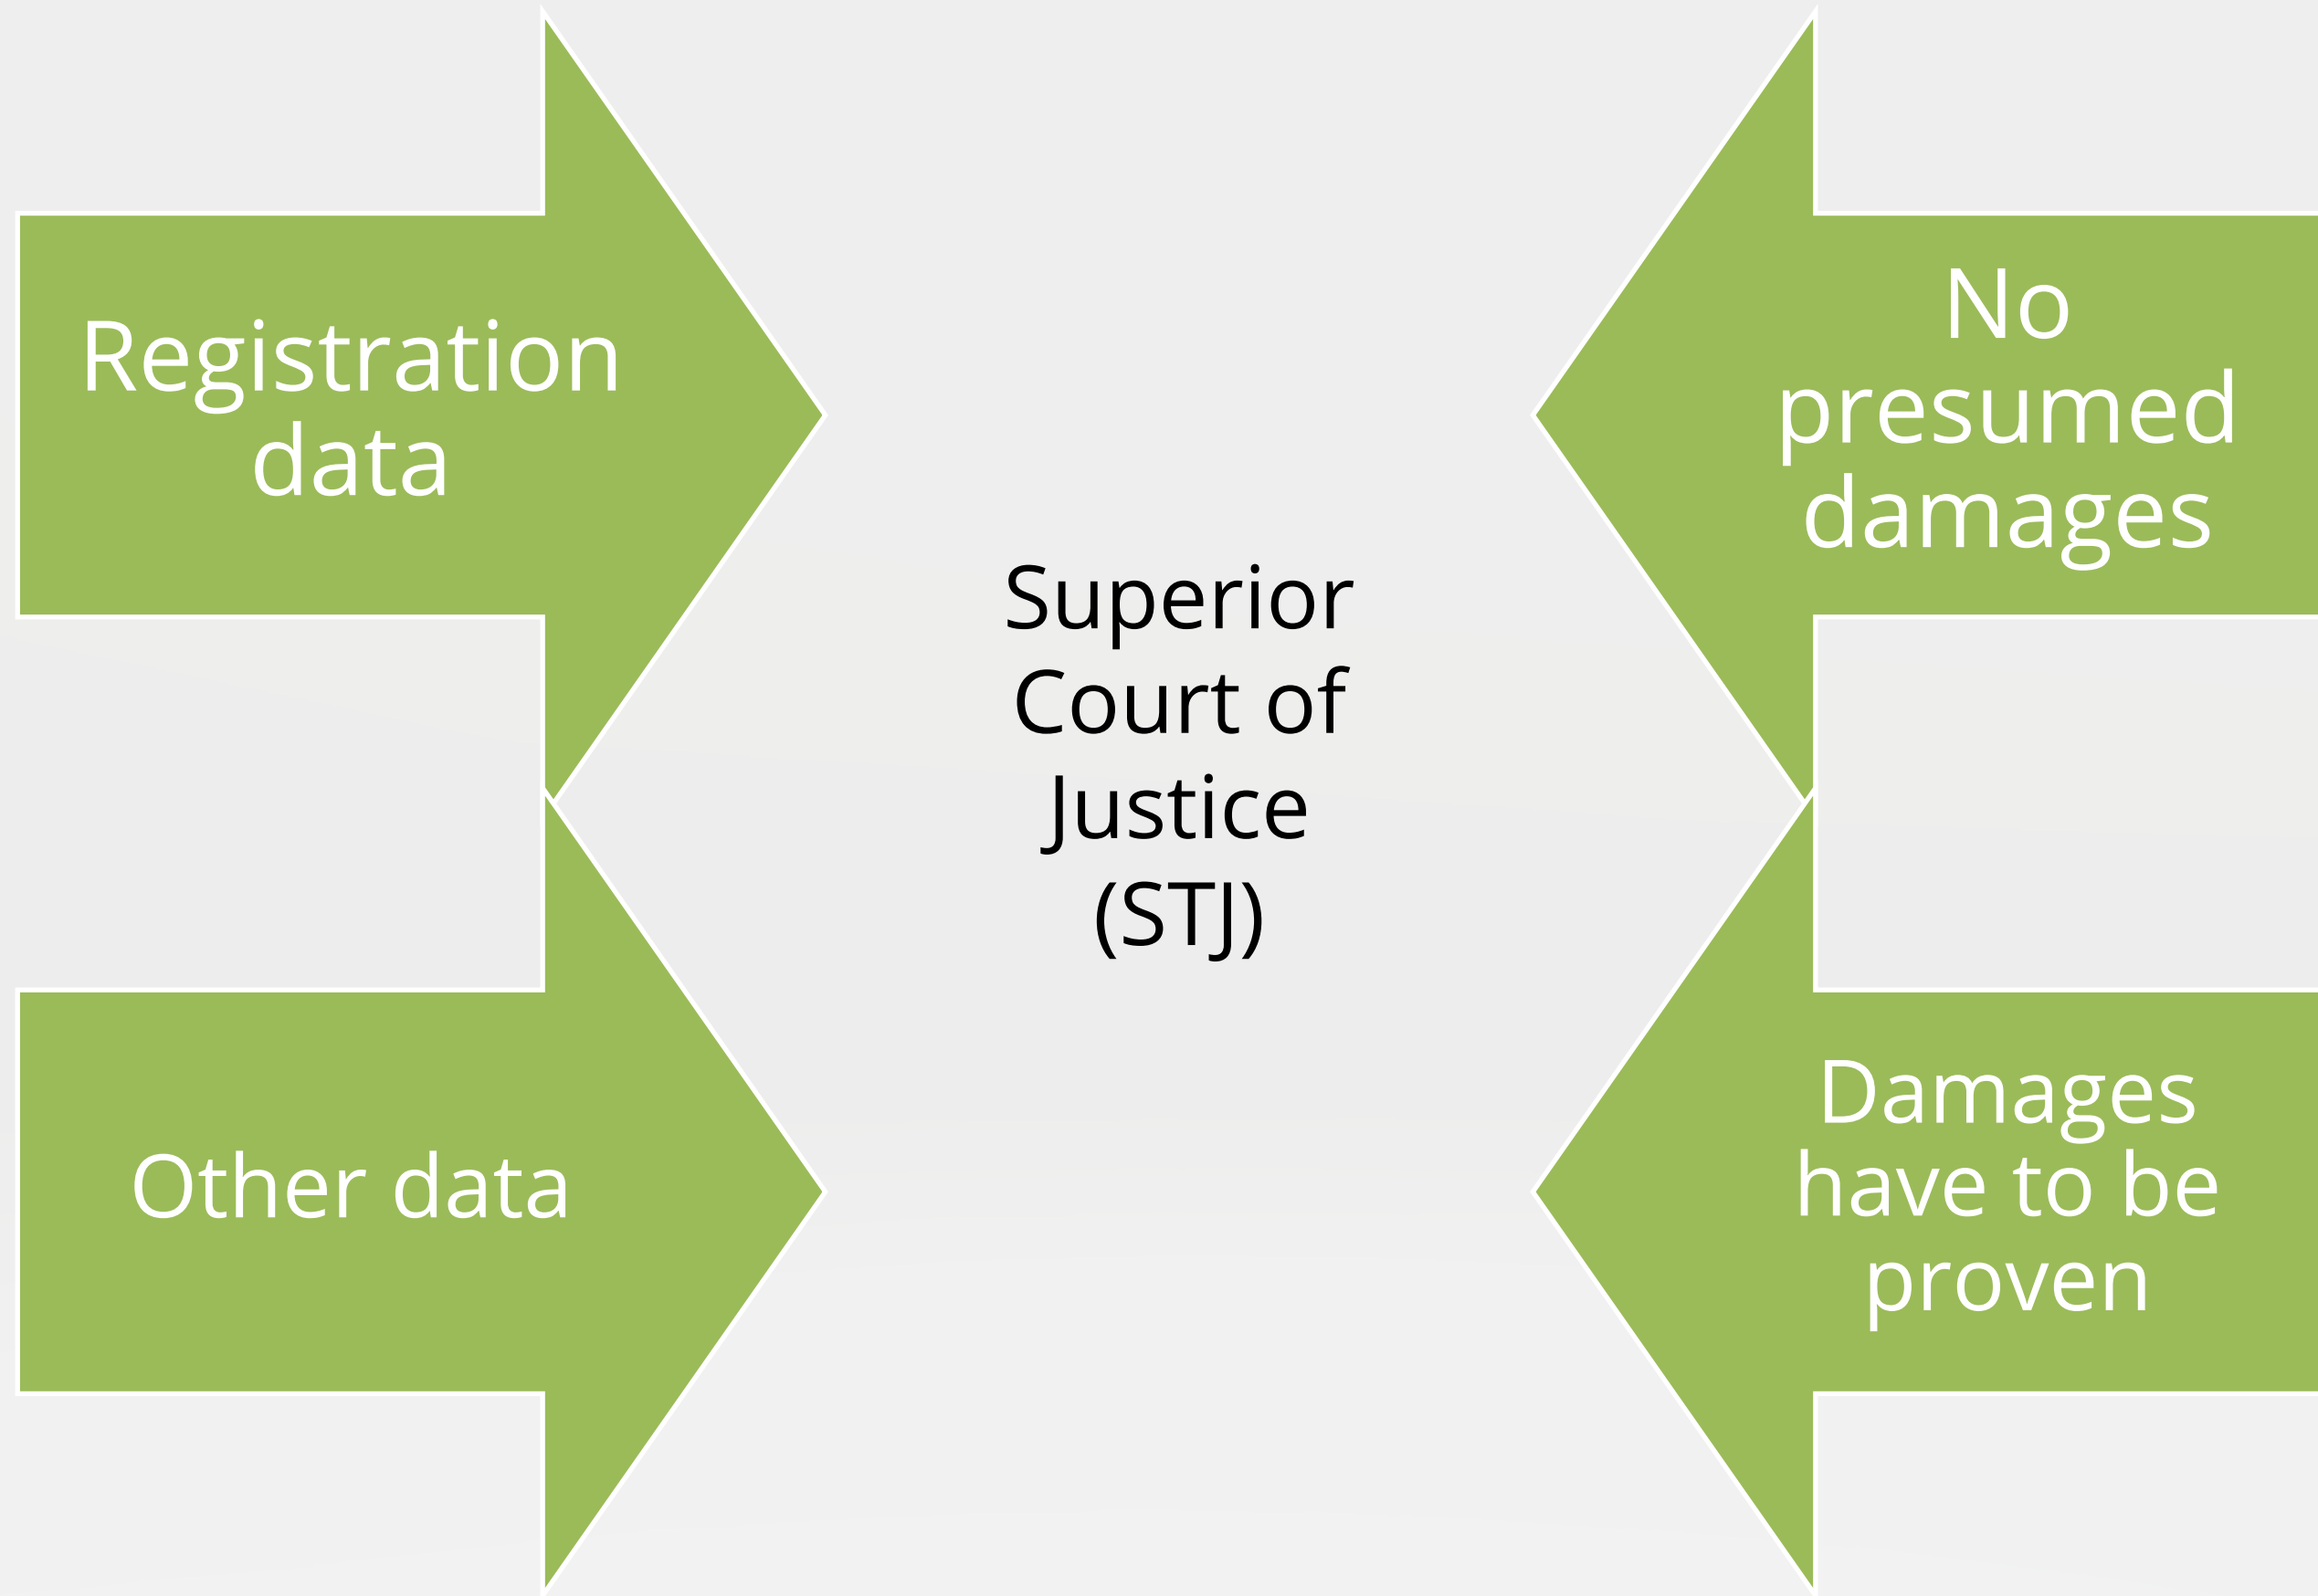 Registration
data
No
presumed
damages
Superior
Court of
Justice
(STJ)
Other data
Damages
have to be
proven